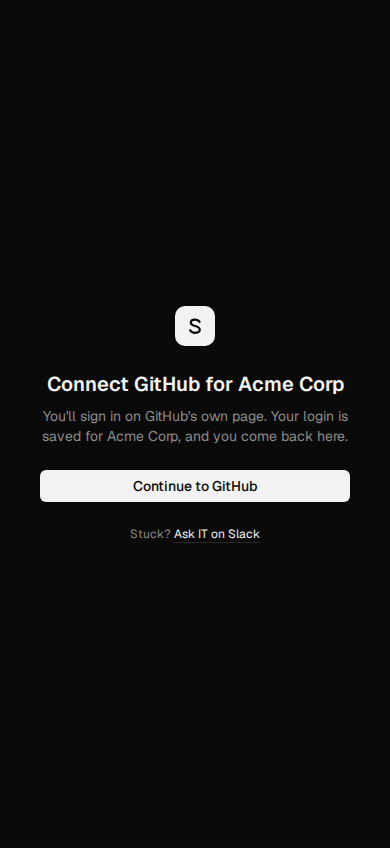 S
Connect GitHub for Acme Corp
You'll sign in on GitHub's own page. Your login is
saved for Acme Corp, and you come back here.
Continue to GitHub
Stuck? Ask IT on Slack